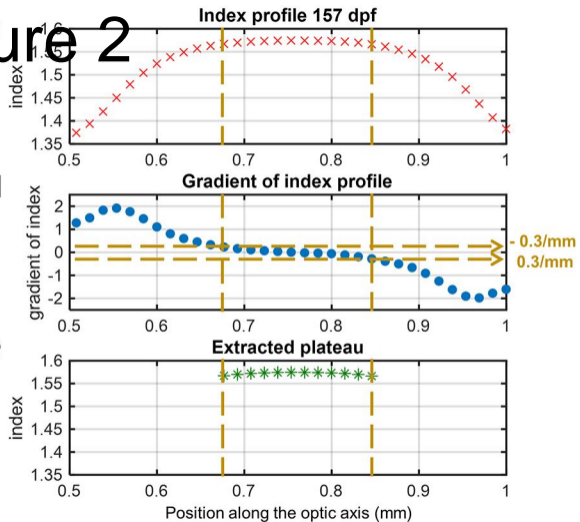 ure 2
Index profile 157 dpf
index
1.6
1.55
1.5
1.45
1.4
1.35
0.5 0.6 0.7 0.8 0.9 1
Gradient of index profile
gradient of index
2
1
0
-1
-2
- 0.3/mm
0.3/mm
0.5 0.6 0.7 0.8 0.9 1
Extracted plateau
index
1.6
1.55
1.5
1.45
1.4
1.35
0.5 0.6 0.7 0.8 0.9 1
Position along the optic axis (mm)